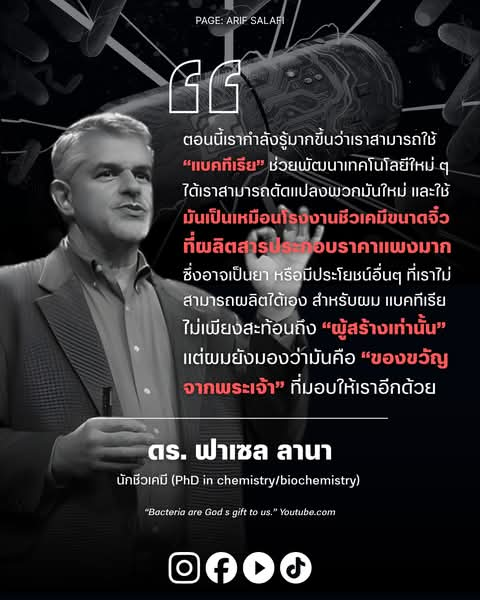 PAGE: ARIF SALAFI
ตอนนี้เรากำลังรู้มากขึ้นว่าเราสามารถใช้
“แบคทีเรีย” ช่วยพัฒนาเทคโนโลยีใหม่ ๆ
ได้เราสามารถดัดแปลงพวกมันใหม่ และใช้
มันเป็นเหมือนโรงงานชีวเคมีขนาดจิ๋ว
ที่ผลิตสารประกอบราคาแพงมาก
ซึ่งอาจเป็นยา หรือมีประโยชน์อื่นๆ ที่เราไม่
สามารถผลิตได้เอง สำหรับผม แบคทีเรีย
ไม่เพียงสะท้อนถึง “ผู้สร้างเท่านั้น”
แต่ผมยังมองว่ามันคือ “ของขวัญ
จากพระเจ้า” ที่มอบให้เราอีกด้วย
ดร. ฟาเซล ลานา
นักชีวเคมี (PhD in chemistry/biochemistry)
“Bacteria are God s gift to us.” Youtube.com